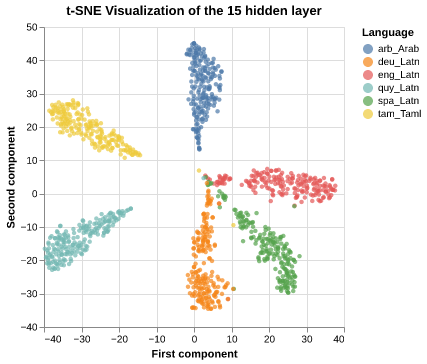 t-SNE Visualization of the 15 hidden layer
Language
arb_Arab
deu_Latn
eng_Latn
quy_Latn
spa_Latn
tam_Taml
Second component
50
40
30
20
10
0
−10
−20
−30
−40
−40 −30 −20 −10 0 10 20 30 40
First component